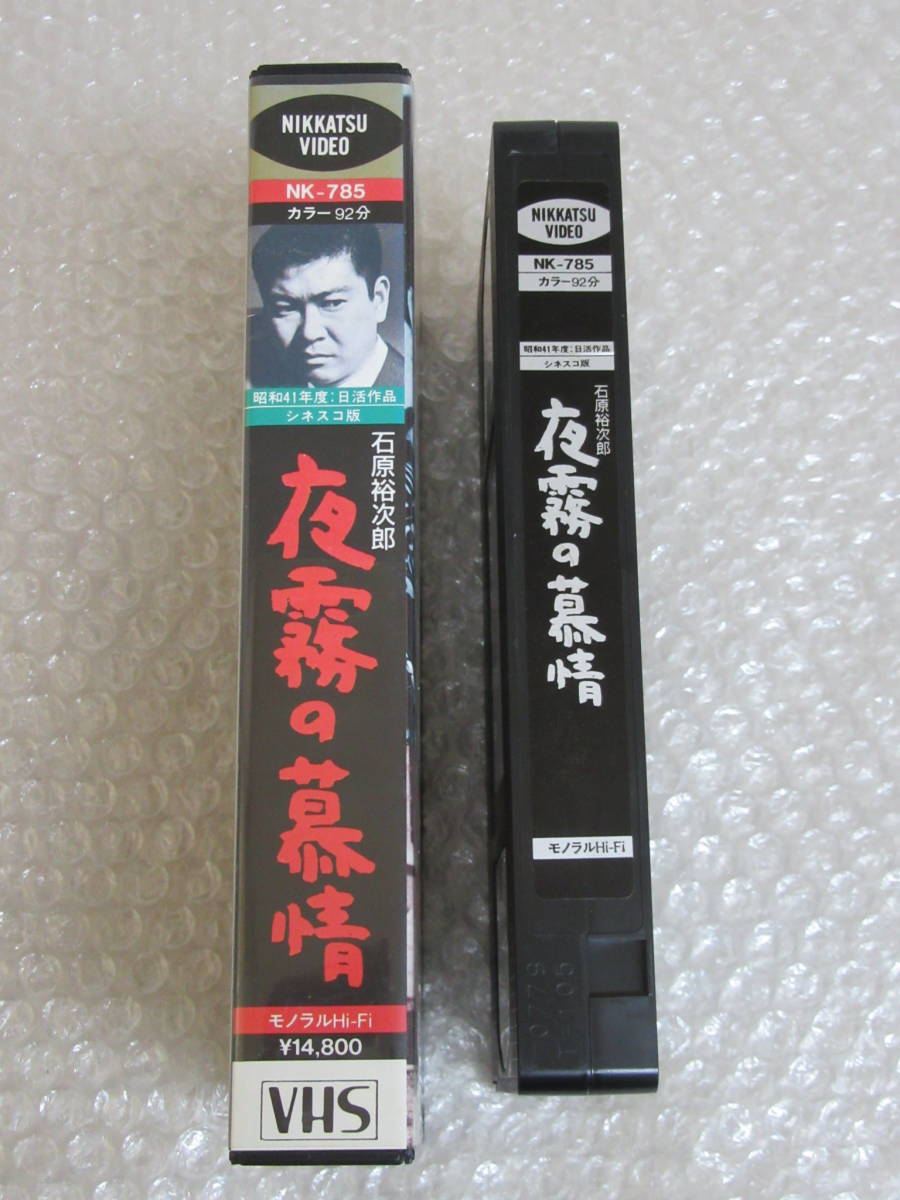 NIKKATSU
VIDEO
NK-785
カラー92分
昭和41年度:日活作品
シネスコ版
石原裕次郎
夜霧の慕情
モノラルHi-Fi
¥14,800
VHS
NIKKATSU
VIDEO
NK-785
カラー92分
昭和41年度:日活作品
シネスコ版
石原裕次郎
夜霧の慕情
モノラルHi-Fi